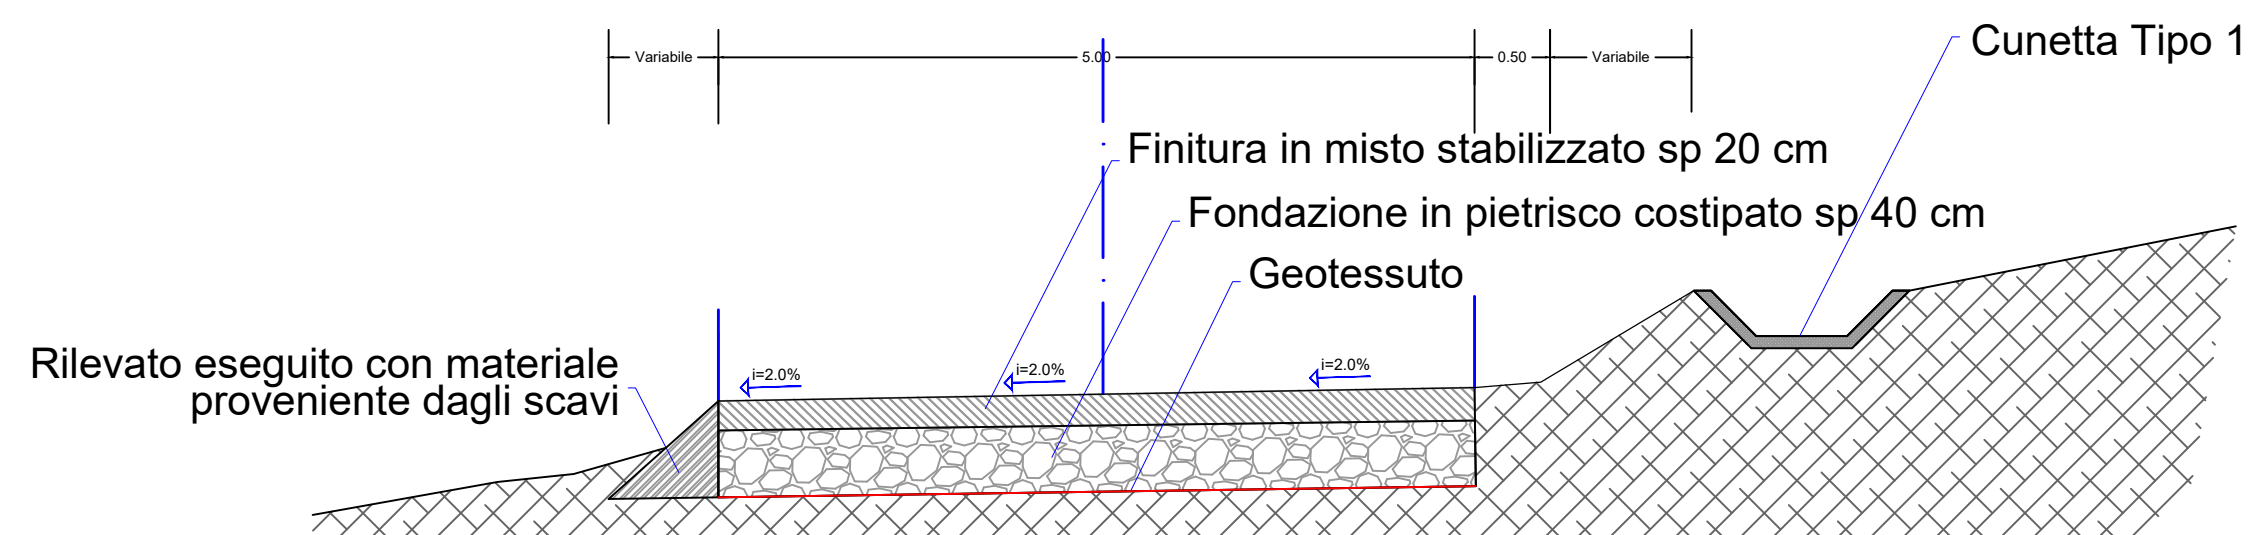 Cunetta Tipo 1
Variabile
5.00
0.50
Variabile
Finitura in misto stabilizzato sp 20 cm
Fondazione in pietrisco costipato sp 40 cm
Geotessuto
Rilevato eseguito con materiale
proveniente dagli scavi
i=2.0%
i=2.0%
i=2.0%